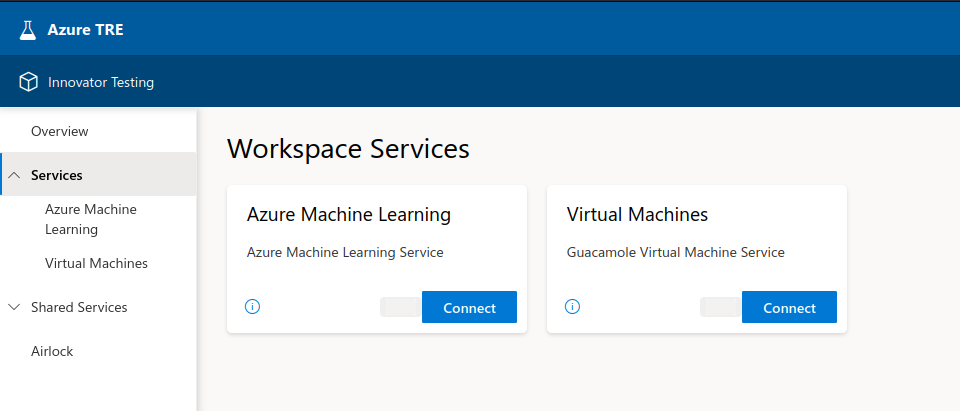 Azure TRE
Innovator Testing
Overview
Services
Azure Machine
Learning
Virtual Machines
Shared Services
Airlock
Workspace Services
Azure Machine Learning
Azure Machine Learning Service
Connect
Virtual Machines
Guacamole Virtual Machine Service
Connect